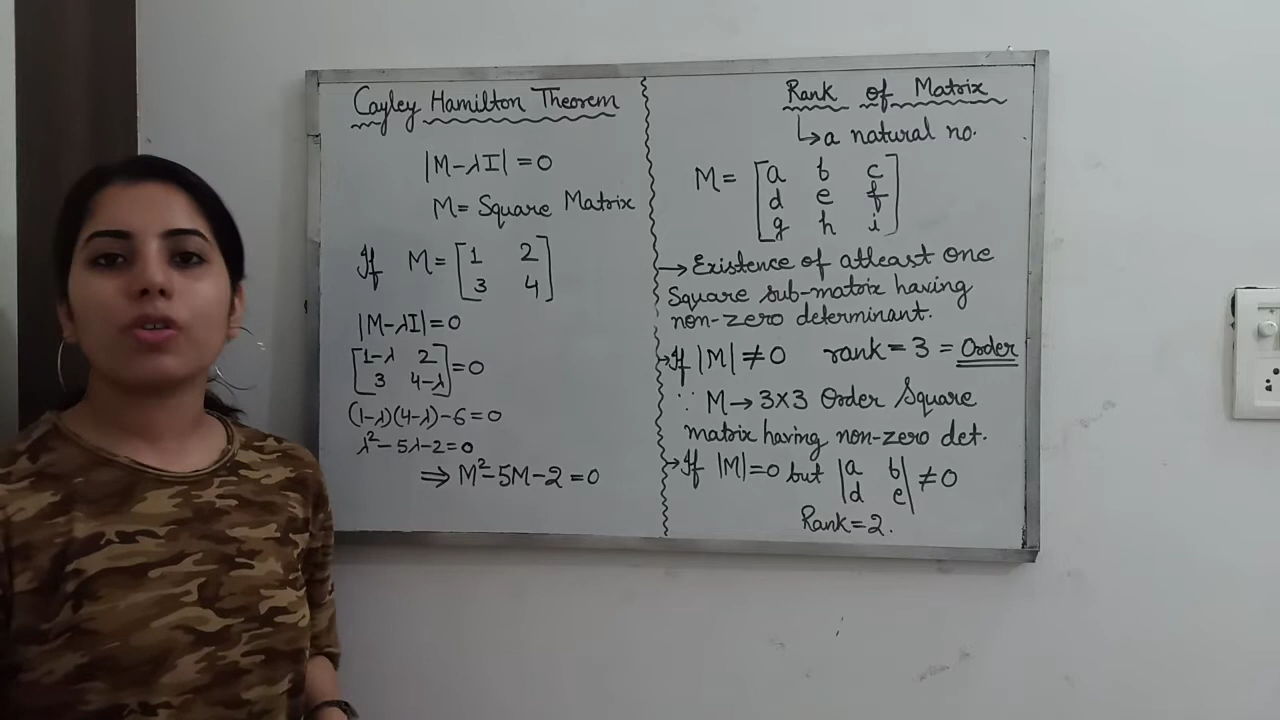 Cayley Hamilton Theorem
|M-λI|=0
M= Square Matrix
If M= [1 2
3 4]
|M-λI|=0
[1-λ 2
3 4-λ]=0
(1-λ)(4-λ)-6=0
λ²-5λ-2=0
⇒ M²-5M-2=0
Rank of Matrix
↳ a natural no.
M= [a b c
d e f
g h i]
→ Existence of atleast one
Square sub-matrix having
non-zero determinant.
→ If |M|≠0 rank=3=Order
∵ M→3×3 Order Square
matrix having non-zero det.
→ If |M|=0 but |a b
d e|≠0
Rank=2.